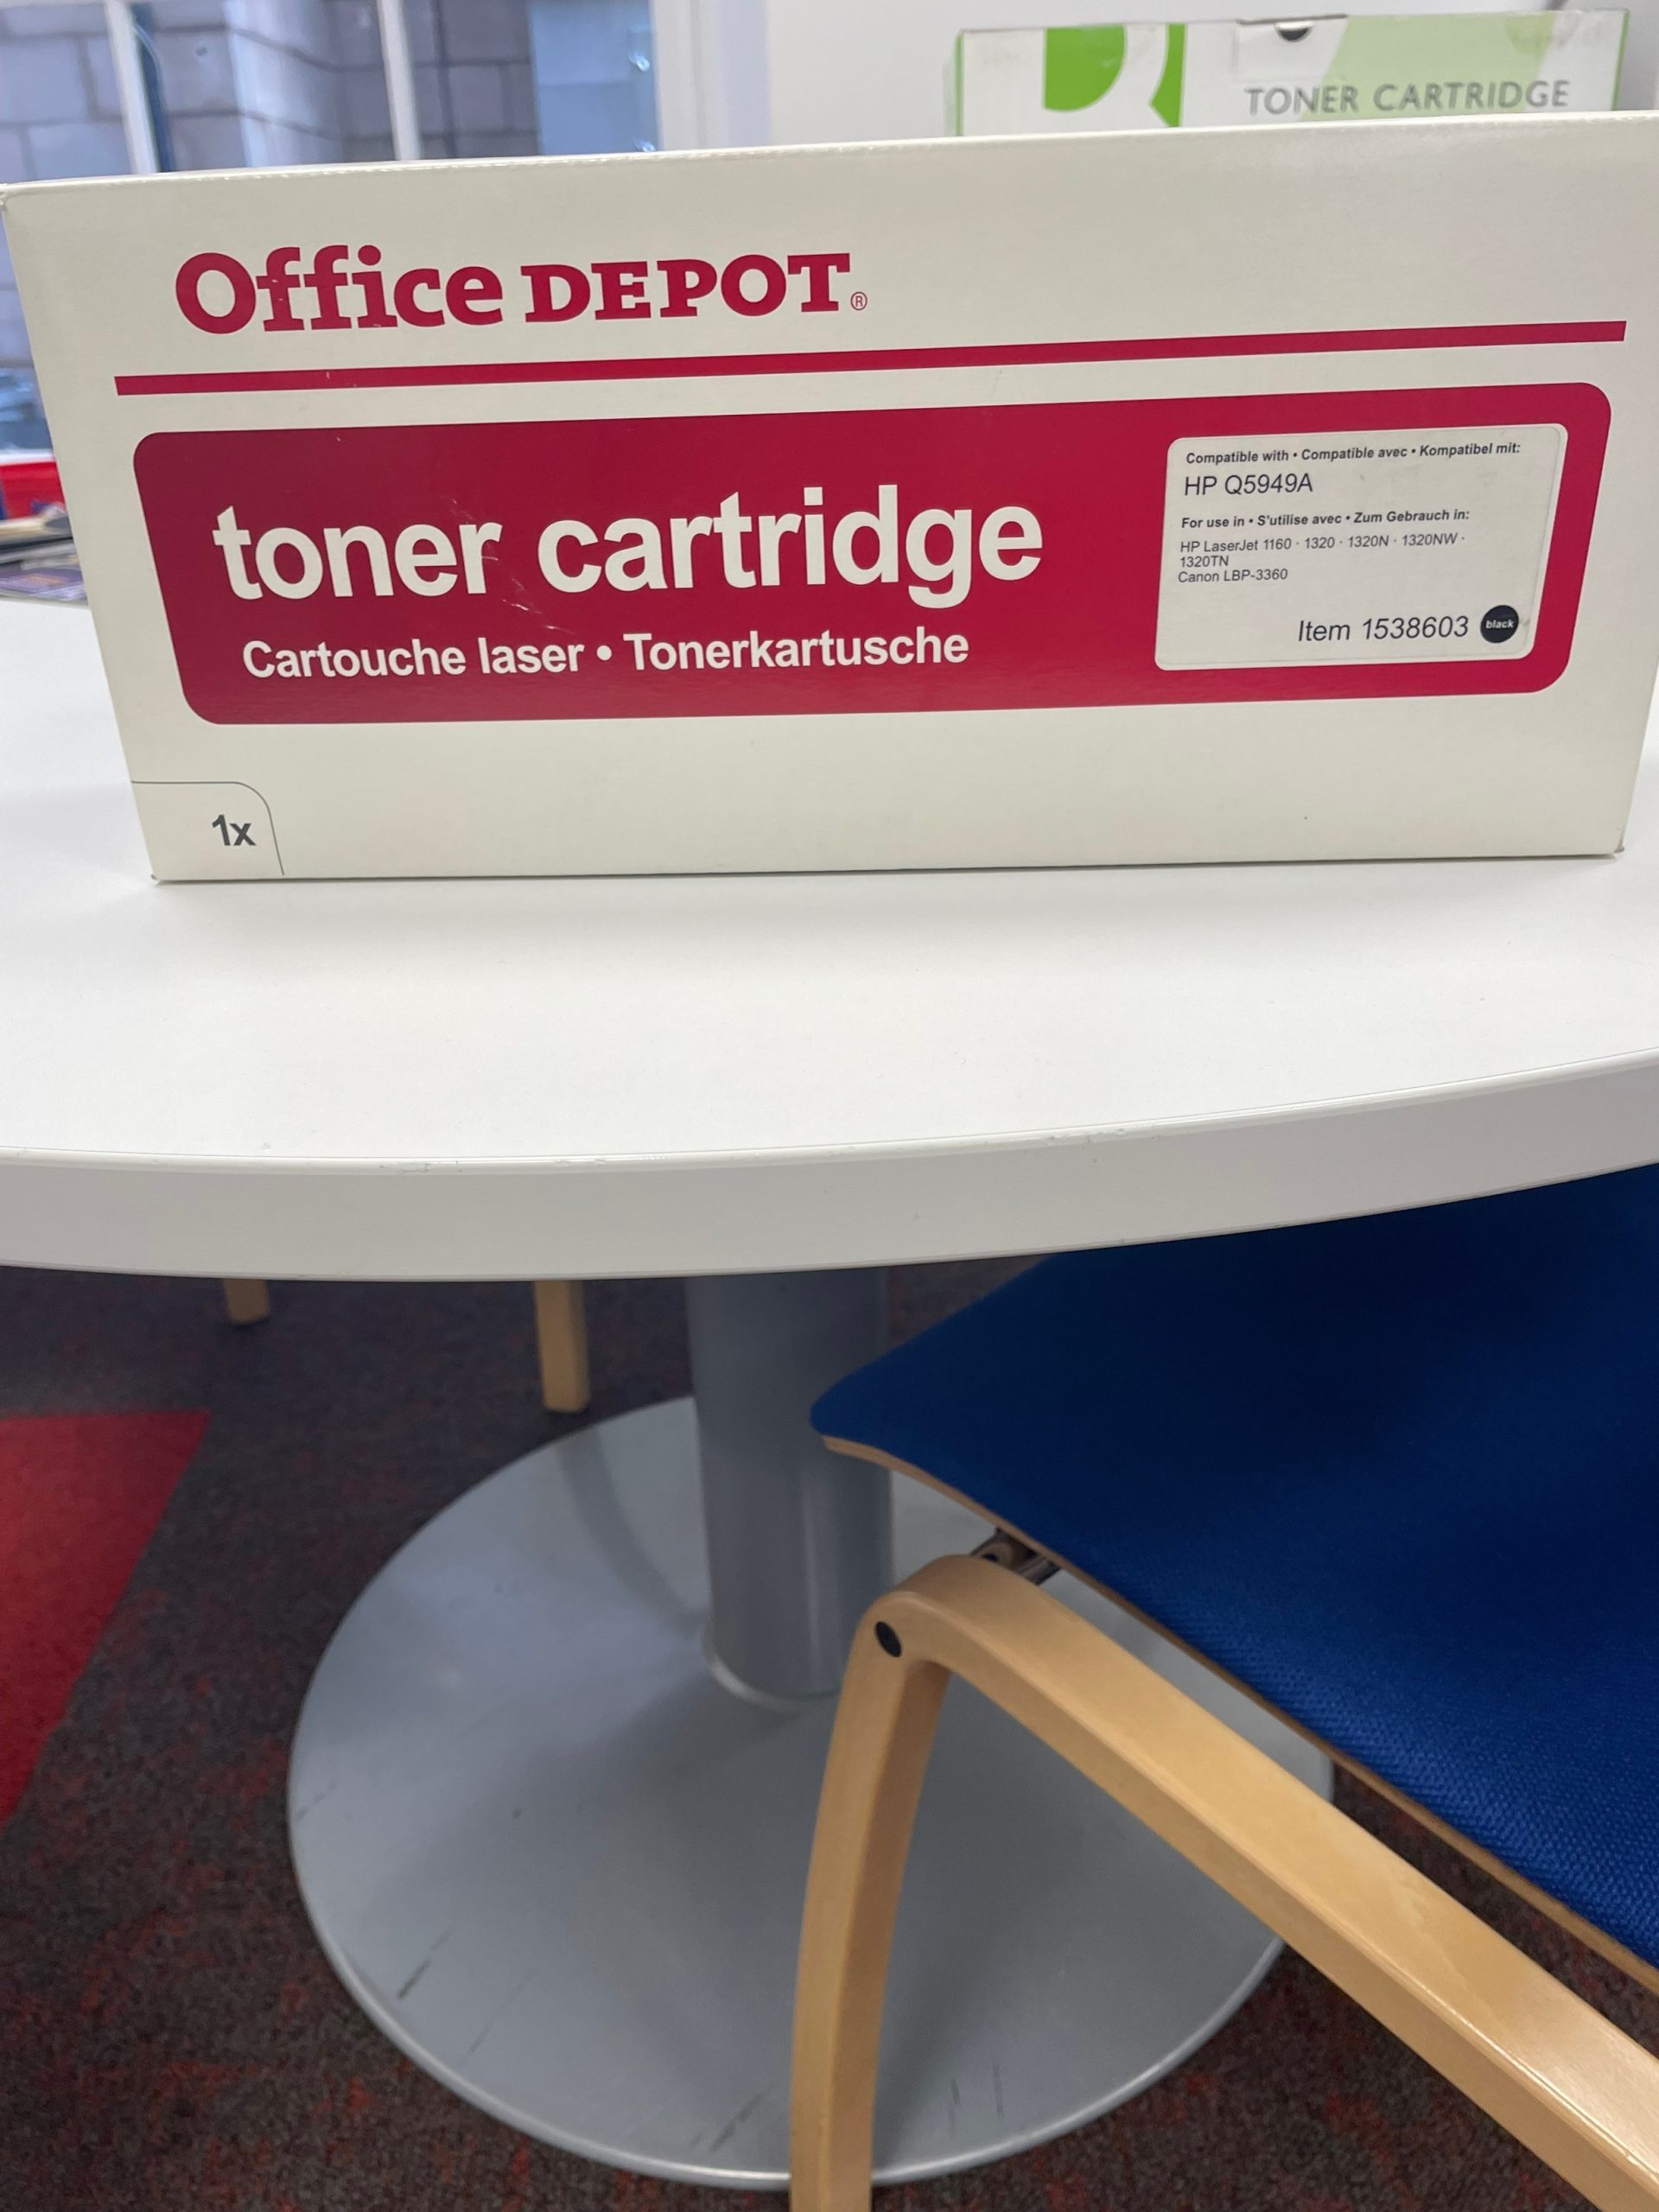 TONER CARTRIDGE
Office DEPOT®
toner cartridge
Cartouche laser • Tonerkartusche
Compatible with • Compatible avec • Kompatibel mit:
HP Q5949A
For use in • S'utilise avec • Zum Gebrauch in:
HP LaserJet 1160 · 1320 · 1320N · 1320NW ·
1320TN
Canon LBP-3360
Item 1538603 black
1x